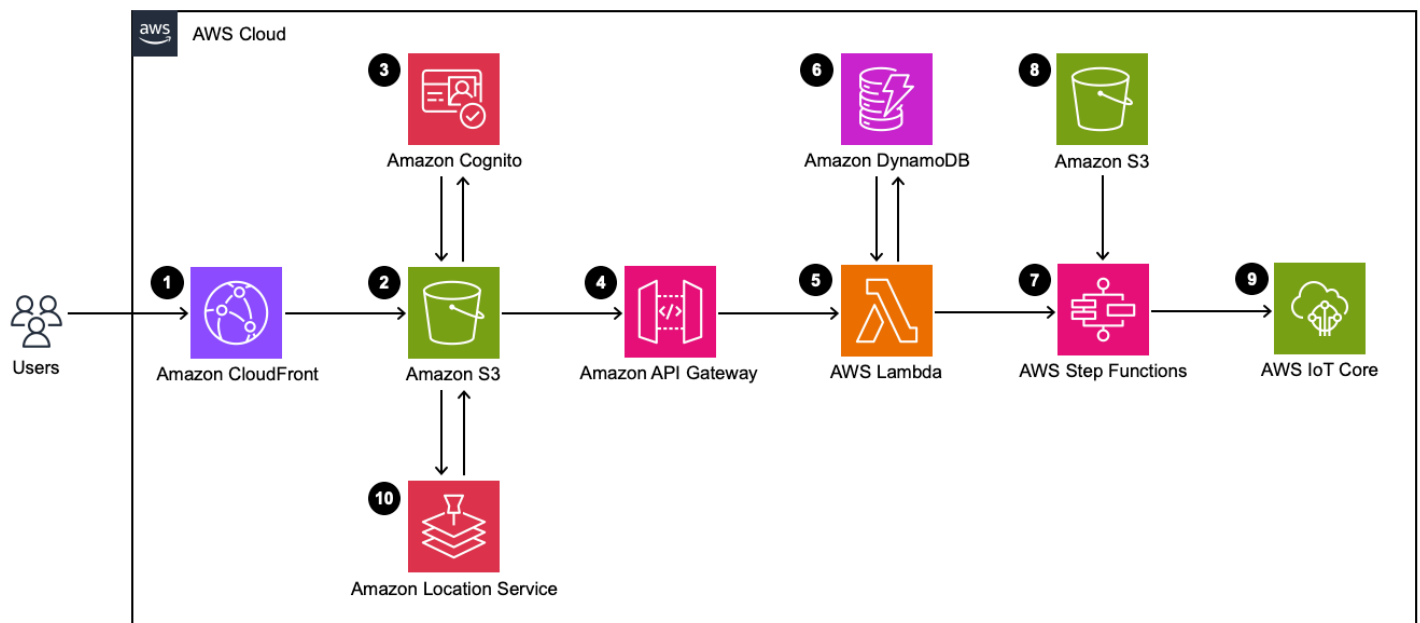 aws
AWS Cloud
3
6
8
Amazon Cognito
Amazon DynamoDB
Amazon S3
1
2
4
5
7
9
Users
Amazon CloudFront
Amazon S3
Amazon API Gateway
AWS Lambda
AWS Step Functions
AWS IoT Core
10
Amazon Location Service